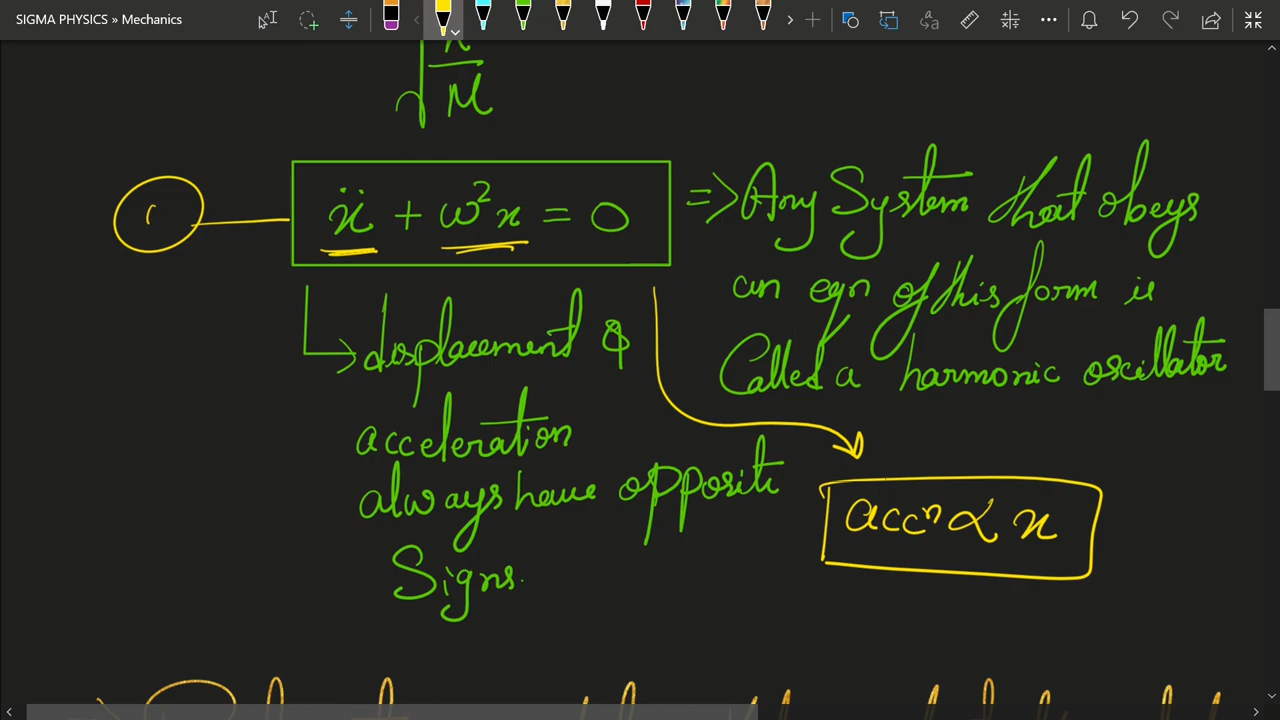 SIGMA PHYSICS » Mechanics
M
1
ẍ + ω²x = 0
=> Any System that obeys
an eqn of this form is
Called a harmonic oscillator
displacement &
acceleration
always have opposite
Signs.
accⁿ ∝ x